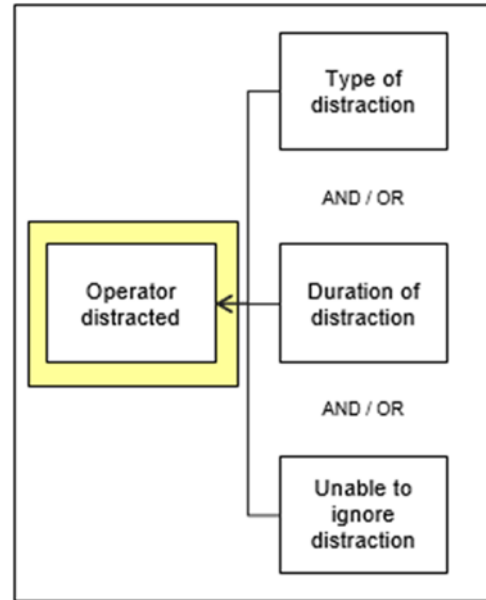 Type of
distraction
AND / OR
Operator
distracted
Duration of
distraction
AND / OR
Unable to
ignore
distraction